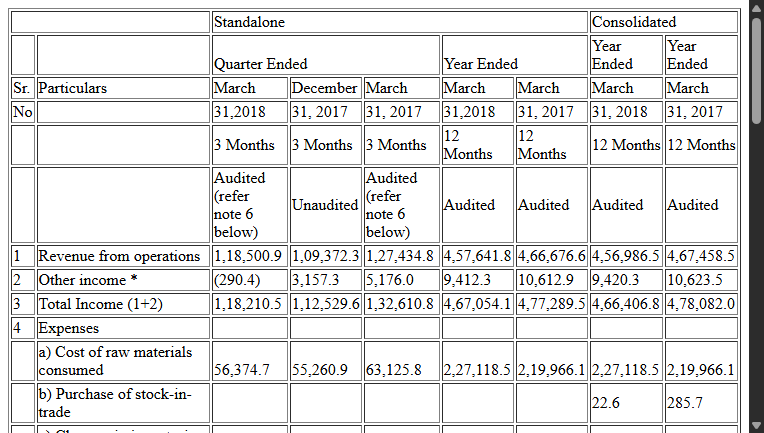 Standalone Consolidated
Quarter Ended Year Ended Year Ended Year Ended
Sr. Particulars March December March March March March March
No 31,2018 31, 2017 31, 2017 31,2018 31, 2017 31, 2018 31, 2017
3 Months 3 Months 3 Months 12 Months 12 Months 12 Months 12 Months
Audited (refer note 6 below) Unaudited Audited (refer note 6 below) Audited Audited Audited Audited
1 Revenue from operations 1,18,500.9 1,09,372.3 1,27,434.8 4,57,641.8 4,66,676.6 4,56,986.5 4,67,458.5
2 Other income * (290.4) 3,157.3 5,176.0 9,412.3 10,612.9 9,420.3 10,623.5
3 Total Income (1+2) 1,18,210.5 1,12,529.6 1,32,610.8 4,67,054.1 4,77,289.5 4,66,406.8 4,78,082.0
4 Expenses
a) Cost of raw materials consumed 56,374.7 55,260.9 63,125.8 2,27,118.5 2,19,966.1 2,27,118.5 2,19,966.1
b) Purchase of stock-in-trade 22.6 285.7